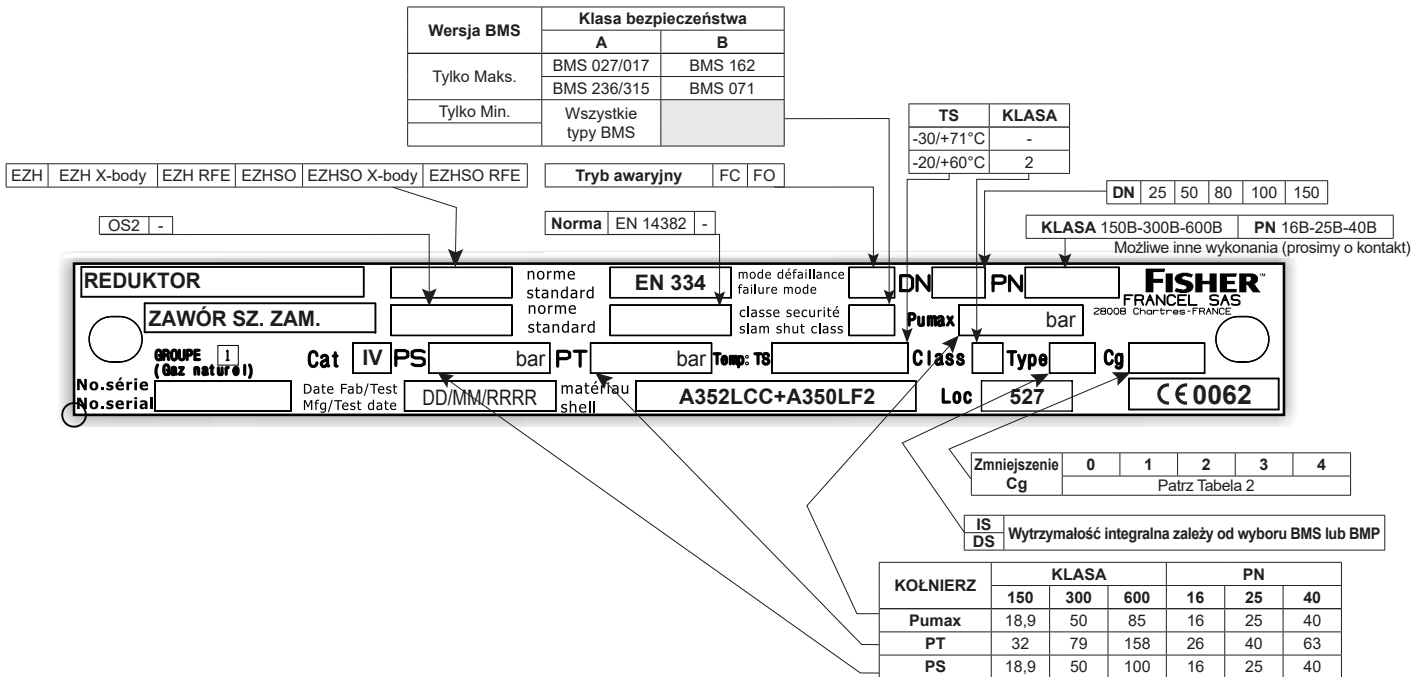 Wersja BMS Klasa bezpieczeństwa
A B
Tylko Maks. BMS 027/017 BMS 162
BMS 236/315 BMS 071
Tylko Min. Wszystkie typy BMS
TS KLASA
-30/+71°C -
-20/+60°C 2
EZH EZH X-body EZH RFE EZHSO EZHSO X-body EZHSO RFE
Tryb awaryjny FC FO
DN 25 50 80 100 150
OS2 -
Norma EN 14382 -
KLASA 150B-300B-600B PN 16B-25B-40B
Możliwe inne wykonania (prosimy o kontakt)
REDUKTOR
norme
standard
EN 334
mode défaillance
failure mode
DN
PN
FISHER™
FRANCEL SAS
28008 Chartres-FRANCE
ZAWÓR SZ. ZAM.
norme
standard
classe securité
slam shut class
Pumax bar
GROUPE 1
(Gaz naturel)
Cat IV PS bar PT bar Temp: TS Class Type Cg
No.série
No.serial
Date Fab/Test
Mfg/Test date
DD/MM/RRRR
matériau
shell
A352LCC+A350LF2
Loc 527
CE0062
Zmniejszenie Cg 0 1 2 3 4
Patrz Tabela 2
IS
DS
Wytrzymałość integralna zależy od wyboru BMS lub BMP
KOŁNIERZ KLASA PN
150 300 600 16 25 40
Pumax 18,9 50 85 16 25 40
PT 32 79 158 26 40 63
PS 18,9 50 100 16 25 40